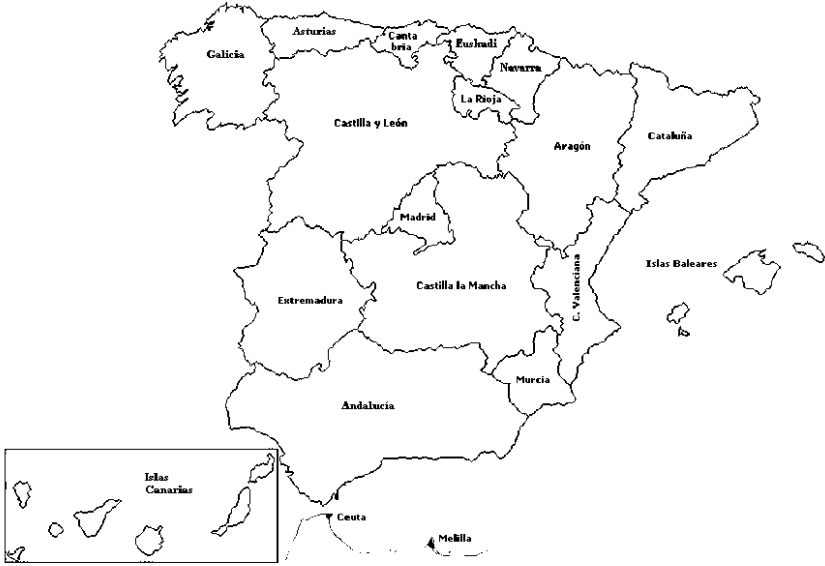 Asturias
Canta
bria
Euskadi
Galicia
Navarra
La Rioja
Castilla y León
Aragón
Cataluña
Madrid
Islas Baleares
C. Valenciana
Castilla la Mancha
Extremadura
Murcia
Andalucía
Islas
Canarias
Ceuta
Melilla